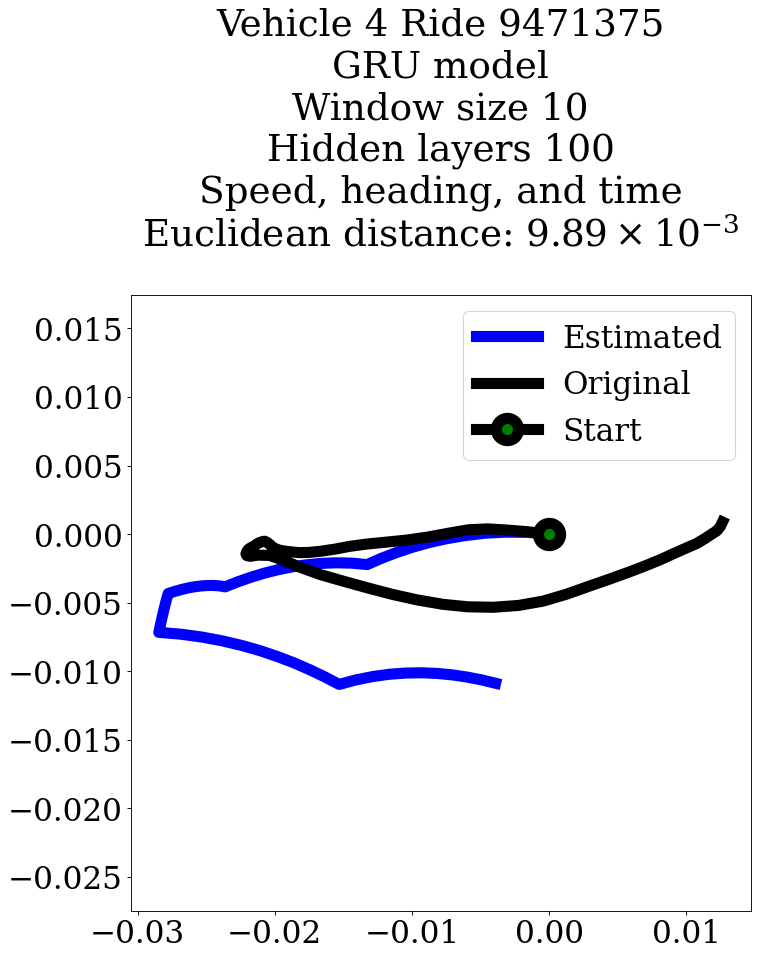 Vehicle 4 Ride 9471375
GRU model
Window size 10
Hidden layers 100
Speed, heading, and time
Euclidean distance: 9.89 × 10⁻³
Estimated
Original
Start
0.015
0.010
0.005
0.000
−0.005
−0.010
−0.015
−0.020
−0.025
−0.03 −0.02 −0.01 0.00 0.01